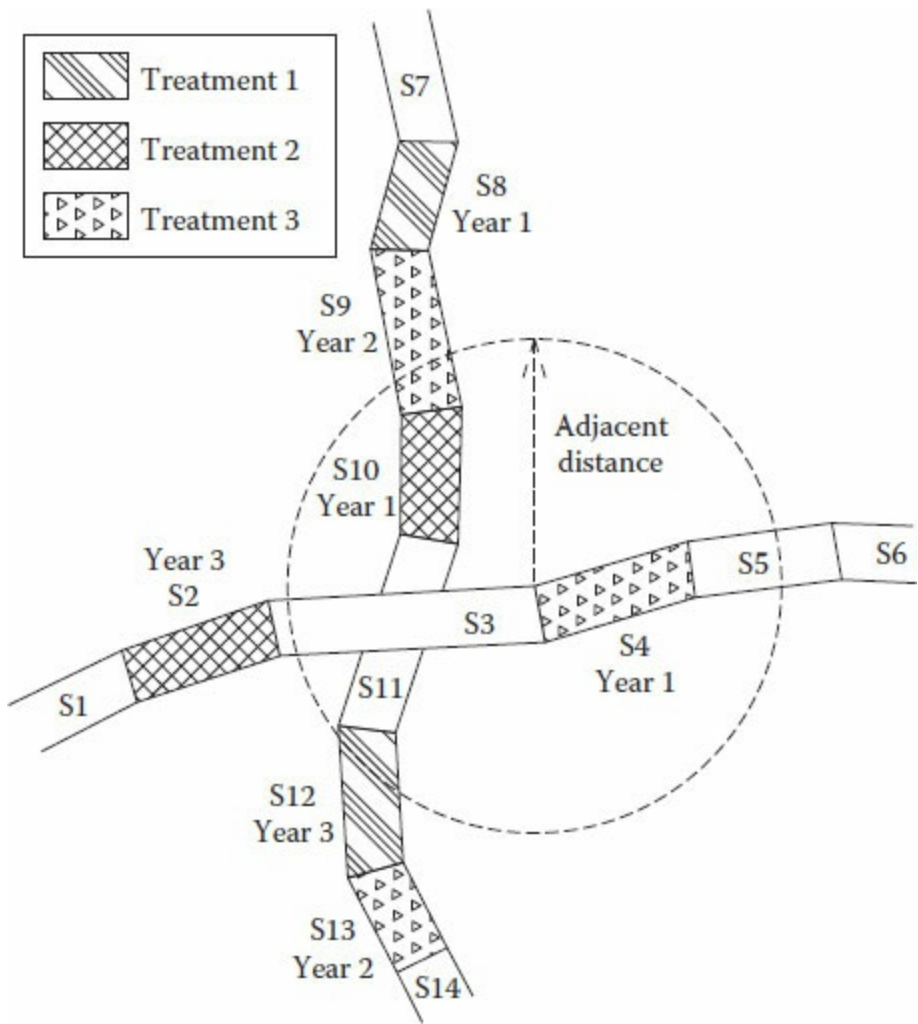 Treatment 1
Treatment 2
Treatment 3
S7
S8
Year 1
S9
Year 2
Adjacent
distance
S10
Year 1
Year 3
S2
S5
S6
S3
S4
Year 1
S1
S11
S12
Year 3
S13
Year 2
S14